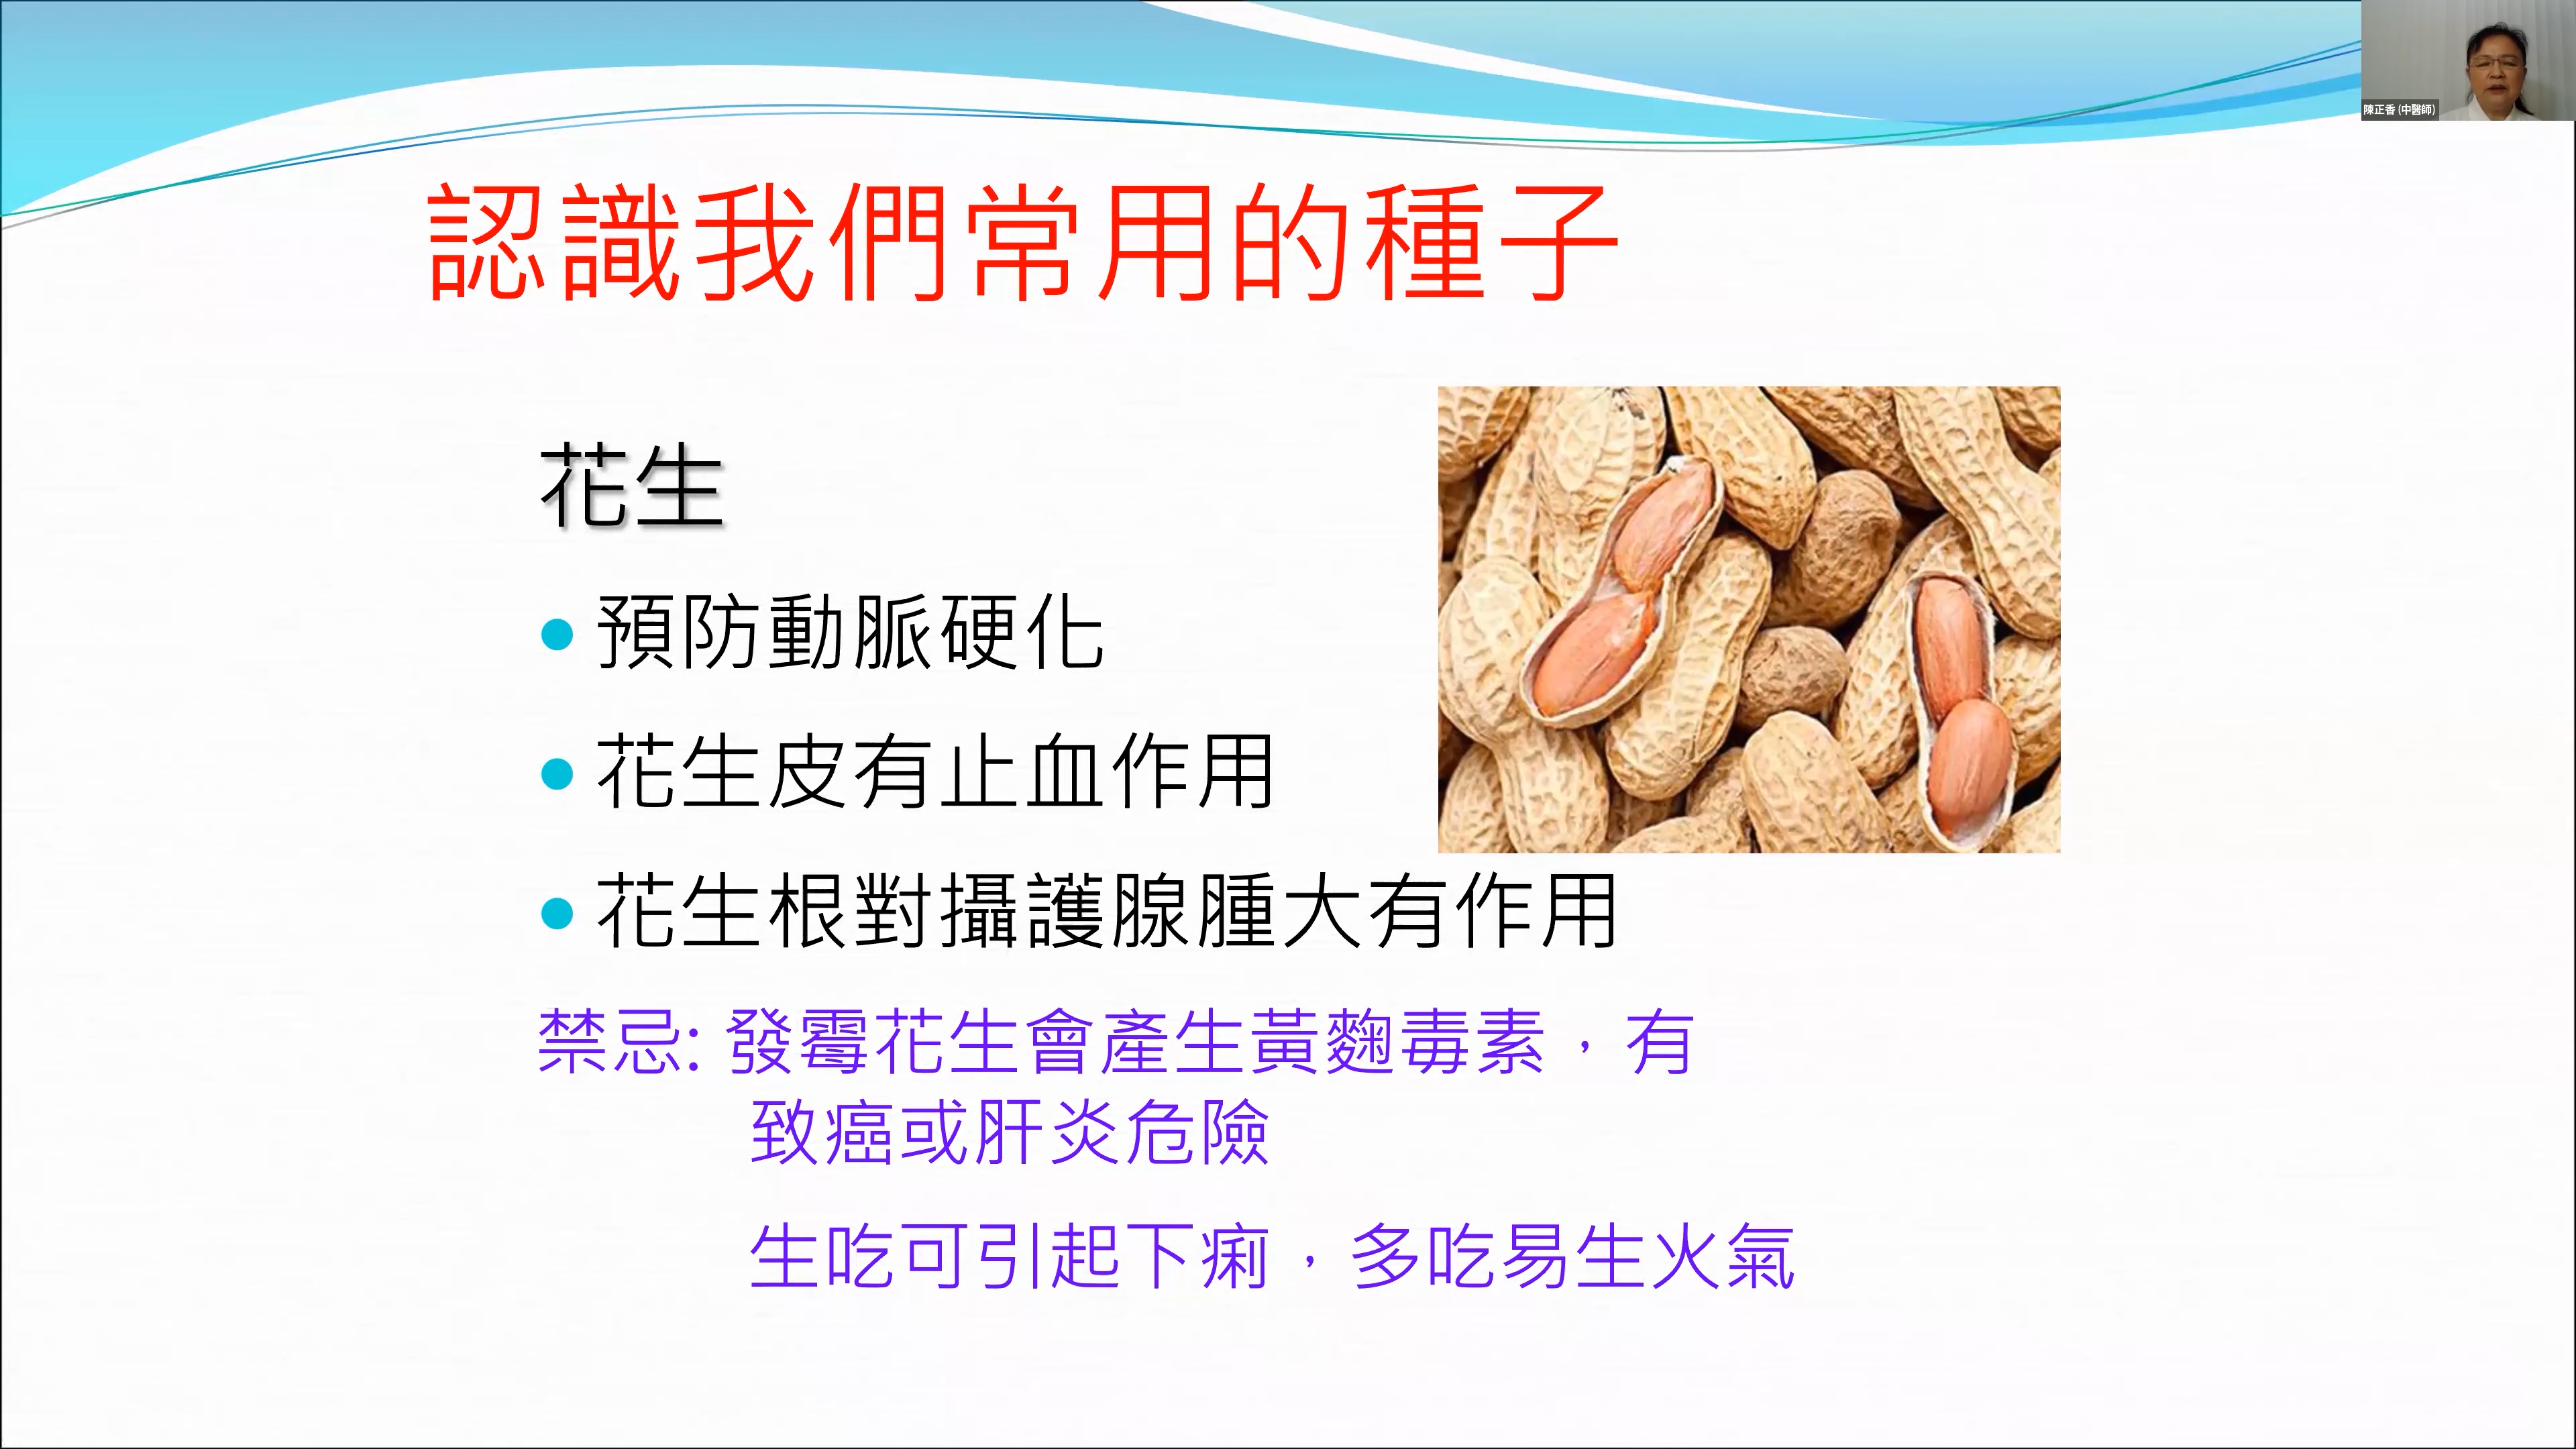 陳正香 (中醫師)
認識我們常用的種子
花生
• 預防動脈硬化
• 花生皮有止血作用
• 花生根對攝護腺腫大有作用
禁忌: 發霉花生會產生黃麴毒素，有
致癌或肝炎危險
生吃可引起下痢，多吃易生火氣